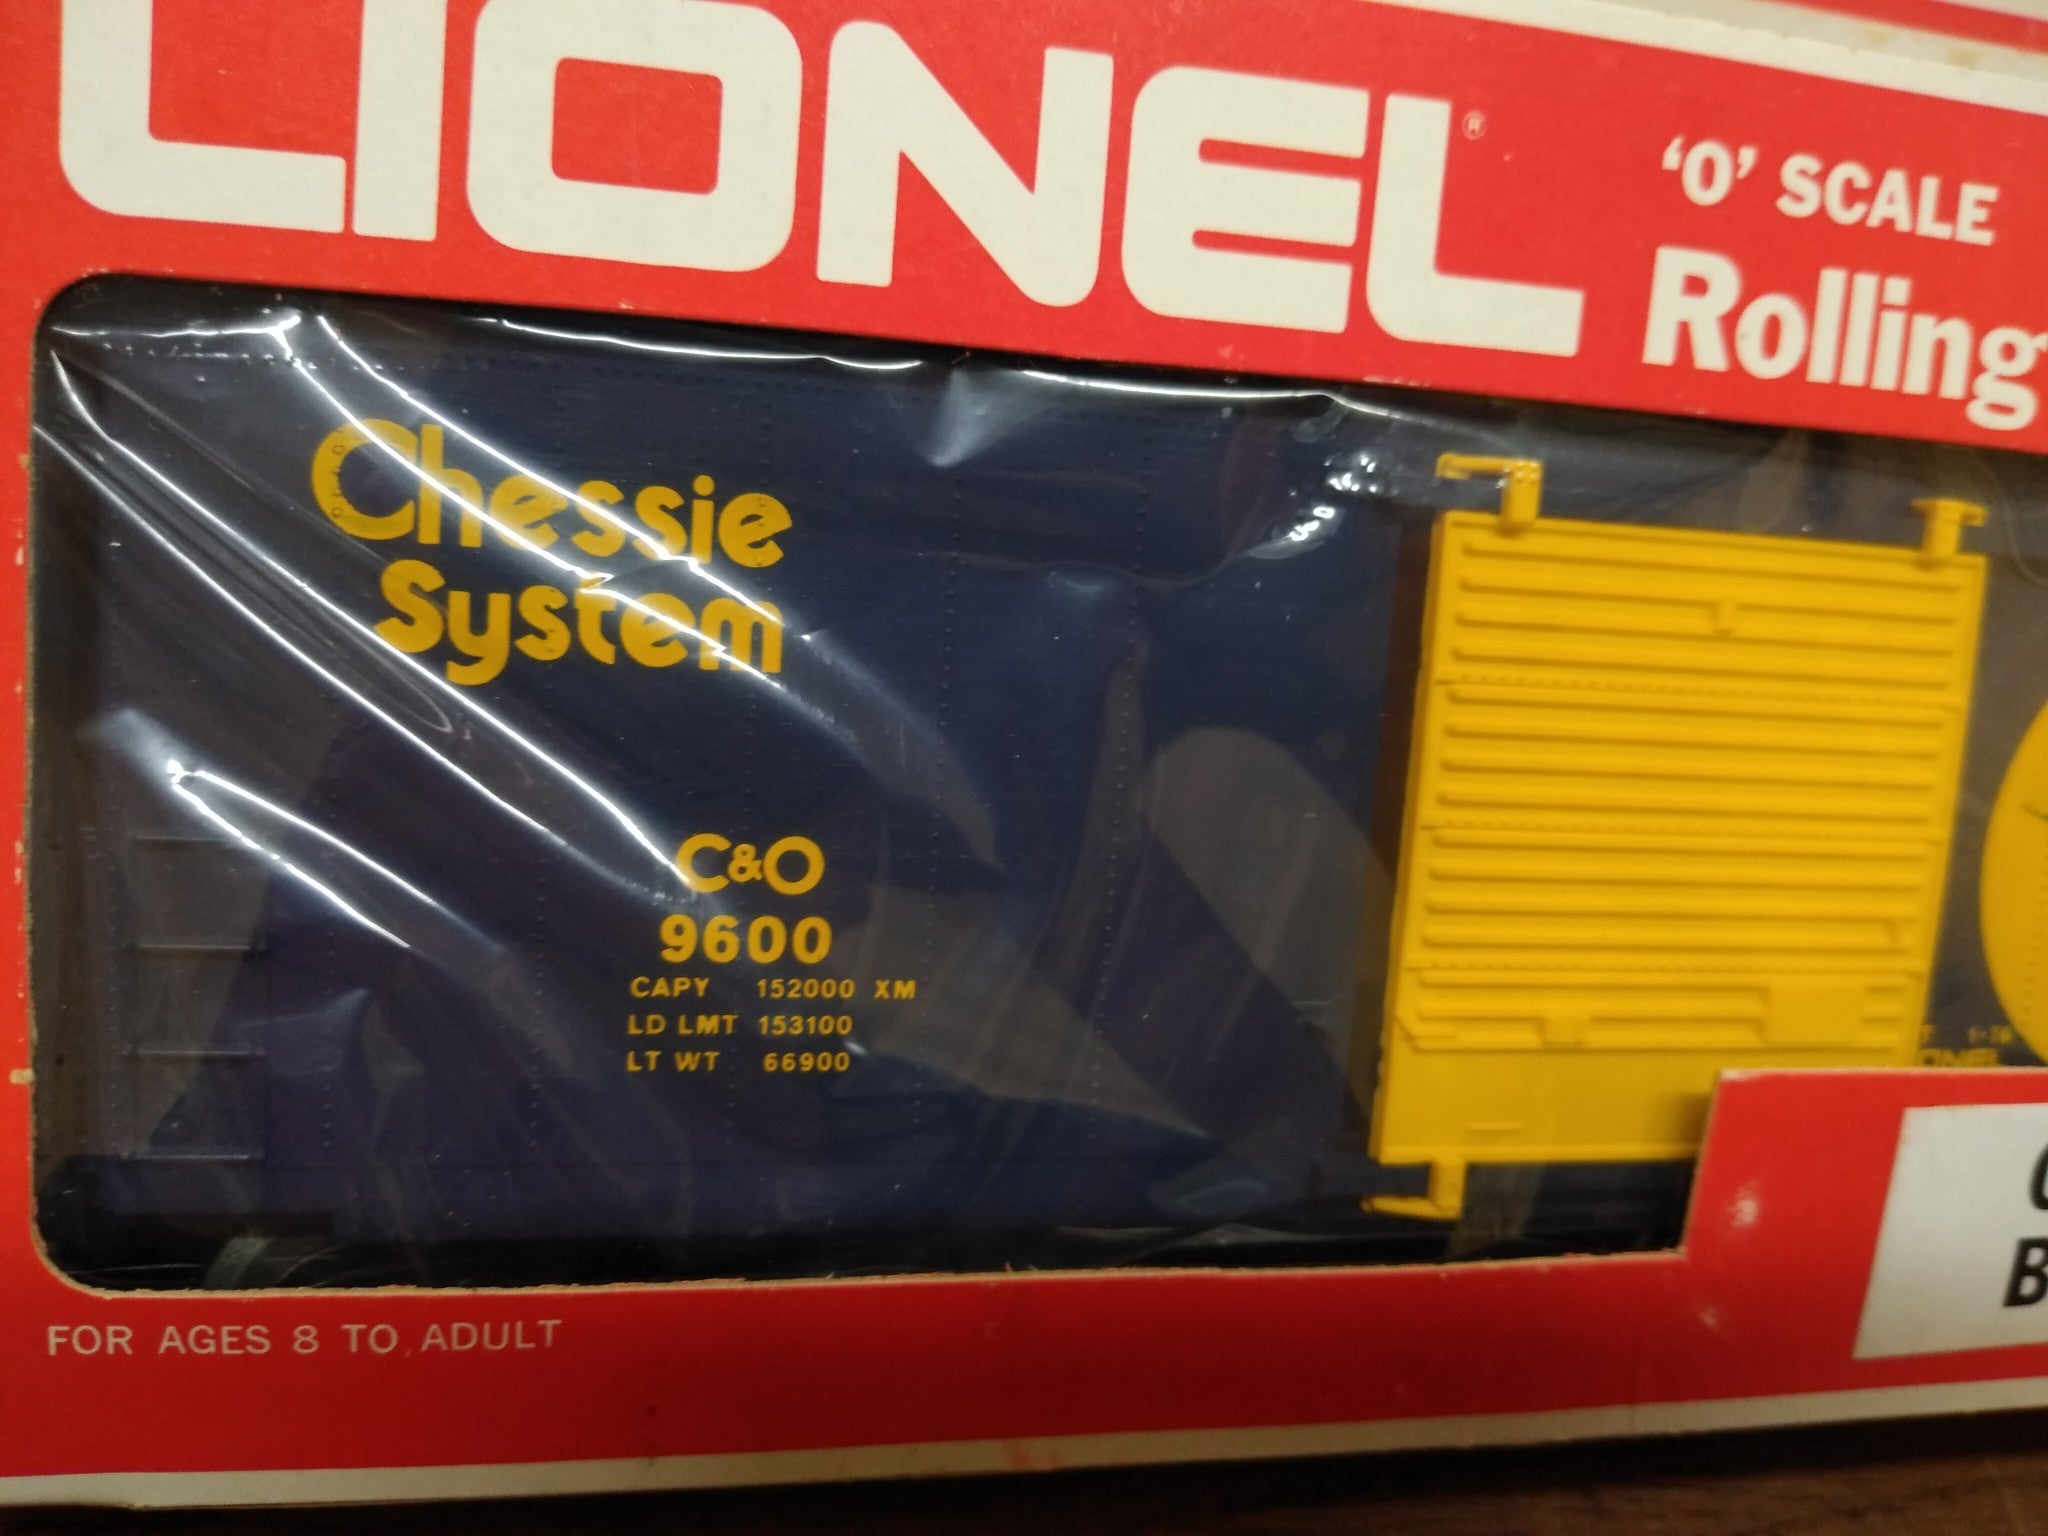 LIONEL®
'O' SCALE
Rolling
Chessie
System
C&O
9600
CAPY 152000 XM
LD LMT 153100
LT WT 66900
FOR AGES 8 TO ADULT